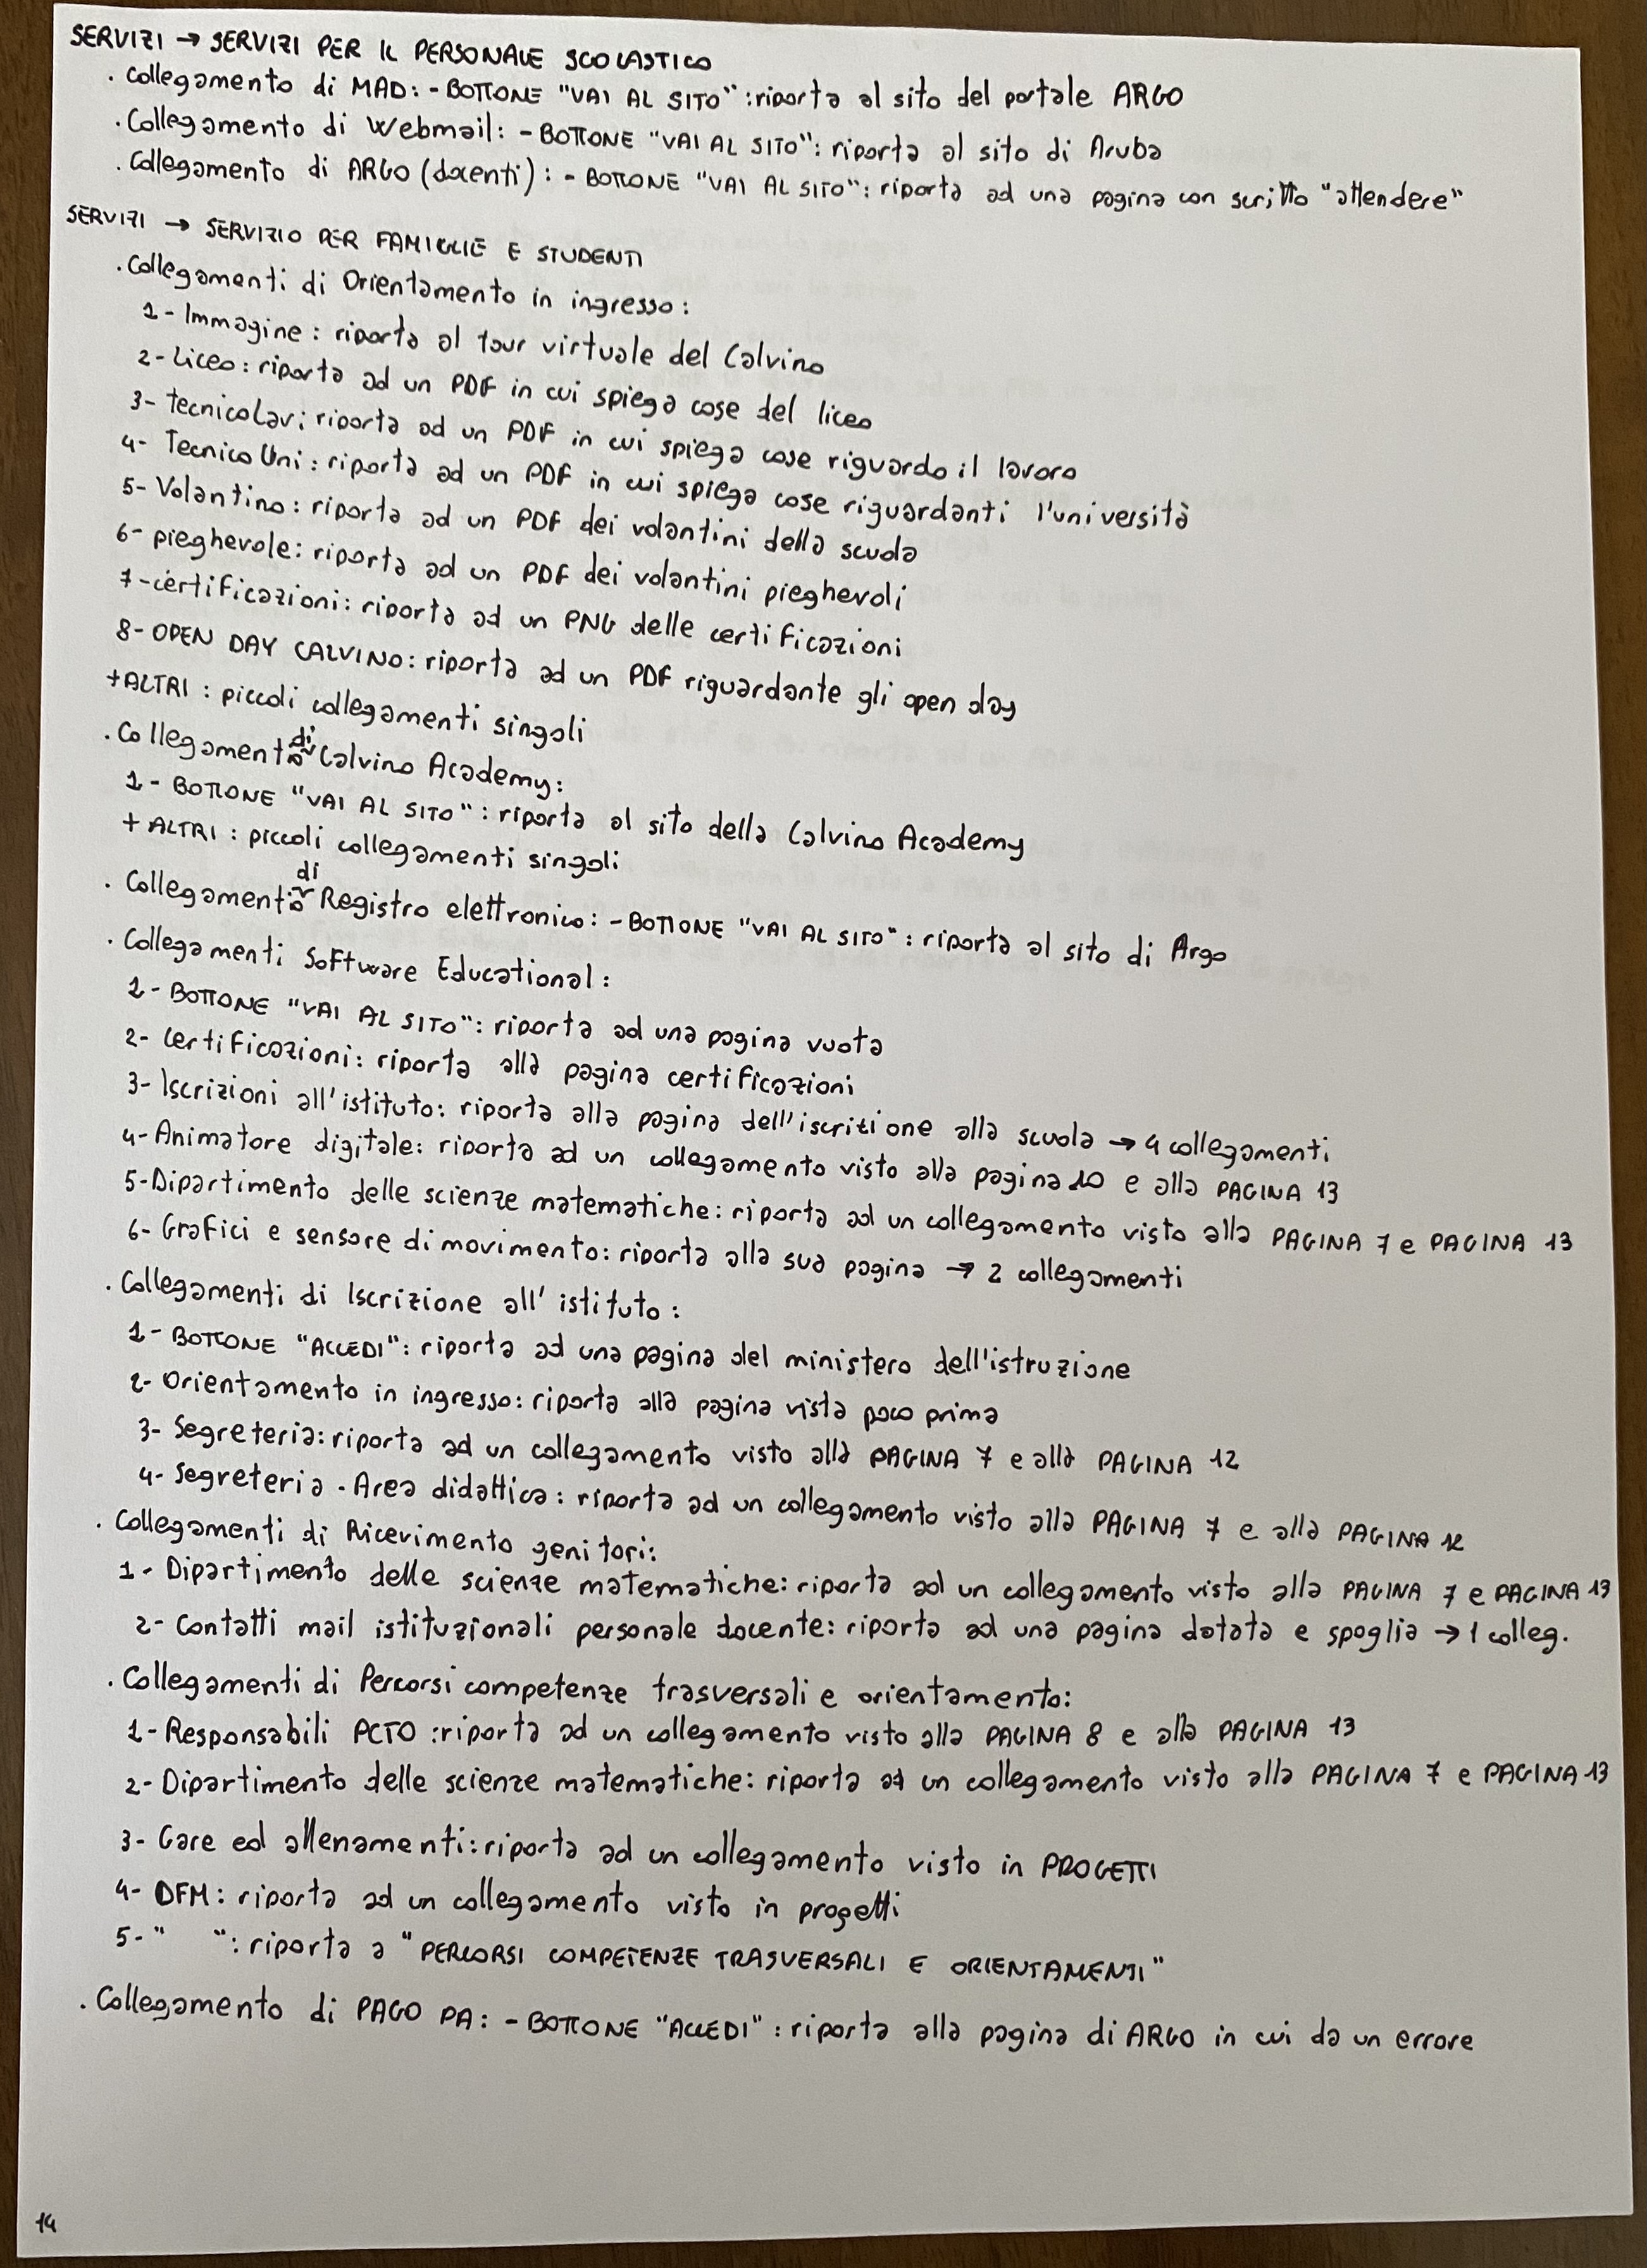 SERVIZI → SERVIZI PER IL PERSONALE SCOLASTICO
. Collegamento di MAD: - BOTTONE "VAI AL SITO" : riporta al sito del portale ARGO
. Collegamento di Webmail: - BOTTONE "VAI AL SITO": riporta al sito di Aruba
. Collegamento di ARGO (docenti): - BOTTONE "VAI AL SITO": riporta ad una pagina con scritto "attendere"
SERVIZI → SERVIZIO PER FAMIGLIE E STUDENTI
. Collegamenti di Orientamento in ingresso:
1- Immagine: riporta al tour virtuale del Calvino
2- Liceo: riporta ad un PDF in cui spiega cose del liceo
3- tecnicoLav: riporta ad un PDF in cui spiega cose riguardo il lavoro
4- TecnicoUni: riporta ad un PDF in cui spiega cose riguardanti l'università
5- Volantino: riporta ad un PDF dei volantini della scuola
6- pieghevole: riporta ad un PDF dei volantini pieghevoli
7- certificazioni: riporta ad un PNG delle certificazioni
8- OPEN DAY CALVINO: riporta ad un PDF riguardante gli open day
+ALTRI : piccoli collegamenti singoli
. Collegamento di Calvino Academy:
1- BOTTONE "VAI AL SITO": riporta al sito della Calvino Academy
+ ALTRI : piccoli collegamenti singoli
. Collegamento di Registro elettronico: - BOTTONE "VAI AL SITO": riporta al sito di Argo
. Collegamenti Software Educational:
1- BOTTONE "VAI AL SITO": riporta ad una pagina vuota
2- Certificazioni: riporta alla pagina certificazioni
3- Iscrizioni all'istituto: riporta alla pagina dell'iscrizione alla scuola → 4 collegamenti
4- Animatore digitale: riporta ad un collegamento visto alla pagina 10 e alla PAGINA 13
5- Dipartimento delle scienze matematiche: riporta ad un collegamento visto alla PAGINA 7 e PAGINA 13
6- Grafici e sensore di movimento: riporta alla sua pagina → 2 collegamenti
. Collegamenti di Iscrizione all'istituto:
1- BOTTONE "ACCEDI": riporta ad una pagina del ministero dell'istruzione
2- Orientamento in ingresso: riporta alla pagina vista poco prima
3- Segreteria: riporta ad un collegamento visto alla PAGINA 7 e alla PAGINA 12
4- Segreteria - Area didattica: riporta ad un collegamento visto alla PAGINA 7 e alla PAGINA 12
. Collegamenti di Ricevimento genitori:
1- Dipartimento delle scienze matematiche: riporta ad un collegamento visto alla PAGINA 7 e PAGINA 13
2- Contatti mail istituzionali personale docente: riporta ad una pagina datata e spoglia → 1 colleg.
. Collegamenti di Percorsi competenze trasversali e orientamento:
1- Responsabili PCTO : riporta ad un collegamento visto alla PAGINA 8 e alla PAGINA 13
2- Dipartimento delle scienze matematiche: riporta ad un collegamento visto alla PAGINA 7 e PAGINA 13
3- Gare ed allenamenti: riporta ad un collegamento visto in PROGETTI
4- DFM: riporta ad un collegamento visto in progetti
5- " ": riporta a "PERCORSI COMPETENZE TRASVERSALI E ORIENTAMENTI"
. Collegamento di PAGO PA: - BOTTONE "ACCEDI" : riporta alla pagina di ARGO in cui da un errore
14